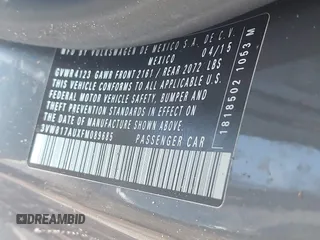 MFD BY VOLKSWAGEN DE MEXICO S.A. DE C.V.
MEXICO 04/15
GVWR4123 GAWR FRONT 2161 / REAR 2072 LBS
THIS VEHICLE CONFORMS TO ALL APPLICABLE
FEDERAL MOTOR VEHICLE SAFETY, BUMPER AND
THEFT PREVENTION STANDARDS IN EFFECT ON THE
DATE OF MANUFACTURE SHOWN ABOVE.
3VW017AUXFM089685 PASSENGER CAR
1818502 1053 M
DREAMBID